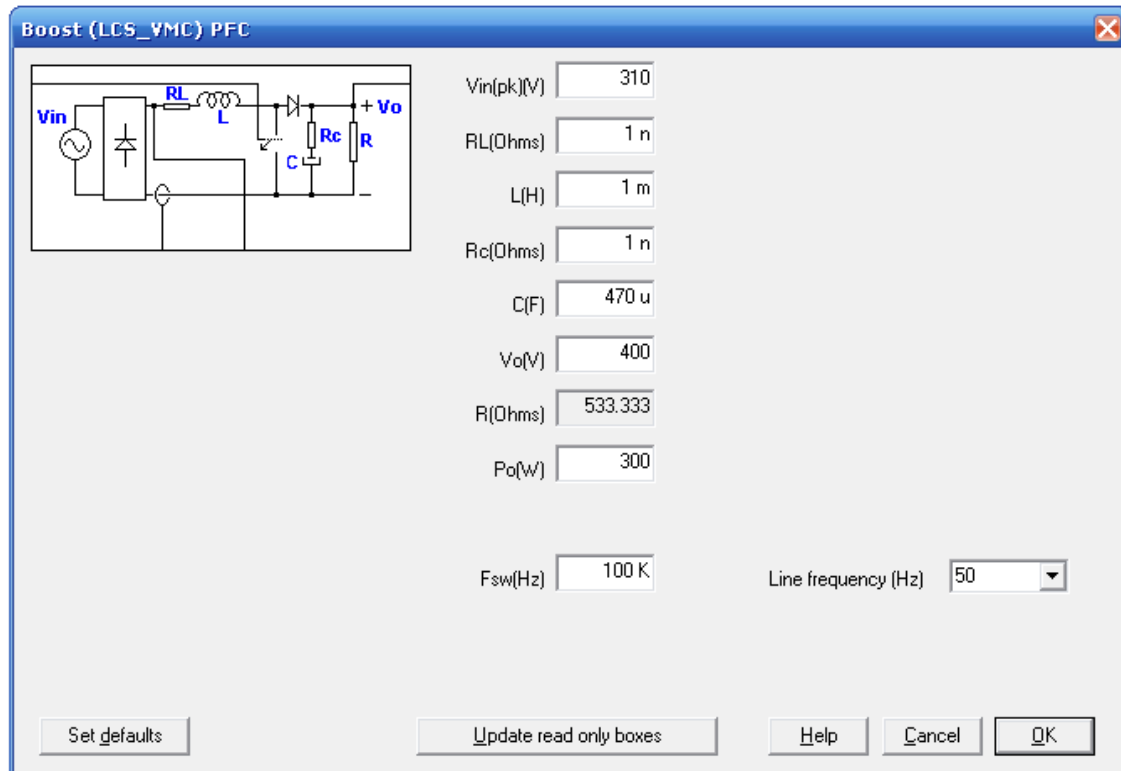 Boost (LCS_VMC) PFC
RL
L
Vin
+ Vo
Rc
R
C
−
Vin(pk)(V) 310
RL(Ohms) 1 n
L(H) 1 m
Rc(Ohms) 1 n
C(F) 470 u
Vo(V) 400
R(Ohms) 533.333
Po(W) 300
Fsw(Hz) 100 K Line frequency (Hz) 50
Set defaults Update read only boxes Help Cancel OK